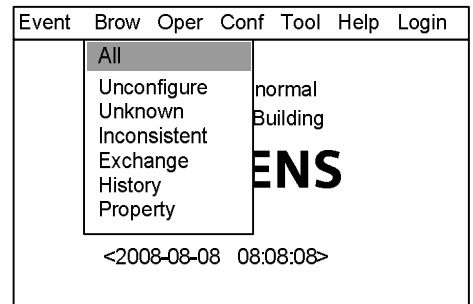 Event Brow Oper Conf Tool Help Login
All
Unconfigure
normal
Unknown
Building
Inconsistent
Exchange
ENS
History
Property
<2008-08-08 08:08:08>